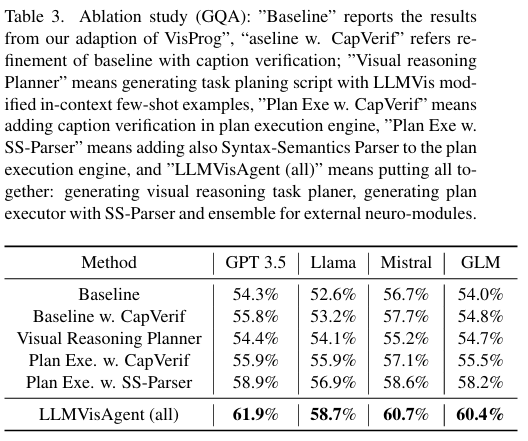 Table 3. Ablation study (GQA): ”Baseline” reports the results
from our adaption of VisProg”, “aseline w. CapVerif” refers re-
finement of baseline with caption verification; ”Visual reasoning
Planner” means generating task planing script with LLMVis mod-
ified in-context few-shot examples, ”Plan Exe w. CapVerif” means
adding caption verification in plan execution engine, ”Plan Exe w.
SS-Parser” means adding also Syntax-Semantics Parser to the plan
execution engine, and ”LLMVisAgent (all)” means putting all to-
gether: generating visual reasoning task planer, generating plan
executor with SS-Parser and ensemble for external neuro-modules.
Method GPT 3.5 Llama Mistral GLM
Baseline 54.3% 52.6% 56.7% 54.0%
Baseline w. CapVerif 55.8% 53.2% 57.7% 54.8%
Visual Reasoning Planner 54.4% 54.1% 55.2% 54.7%
Plan Exe. w. CapVerif 55.9% 55.9% 57.1% 55.5%
Plan Exe. w. SS-Parser 58.9% 56.9% 58.6% 58.2%
LLMVisAgent (all) 61.9% 58.7% 60.7% 60.4%